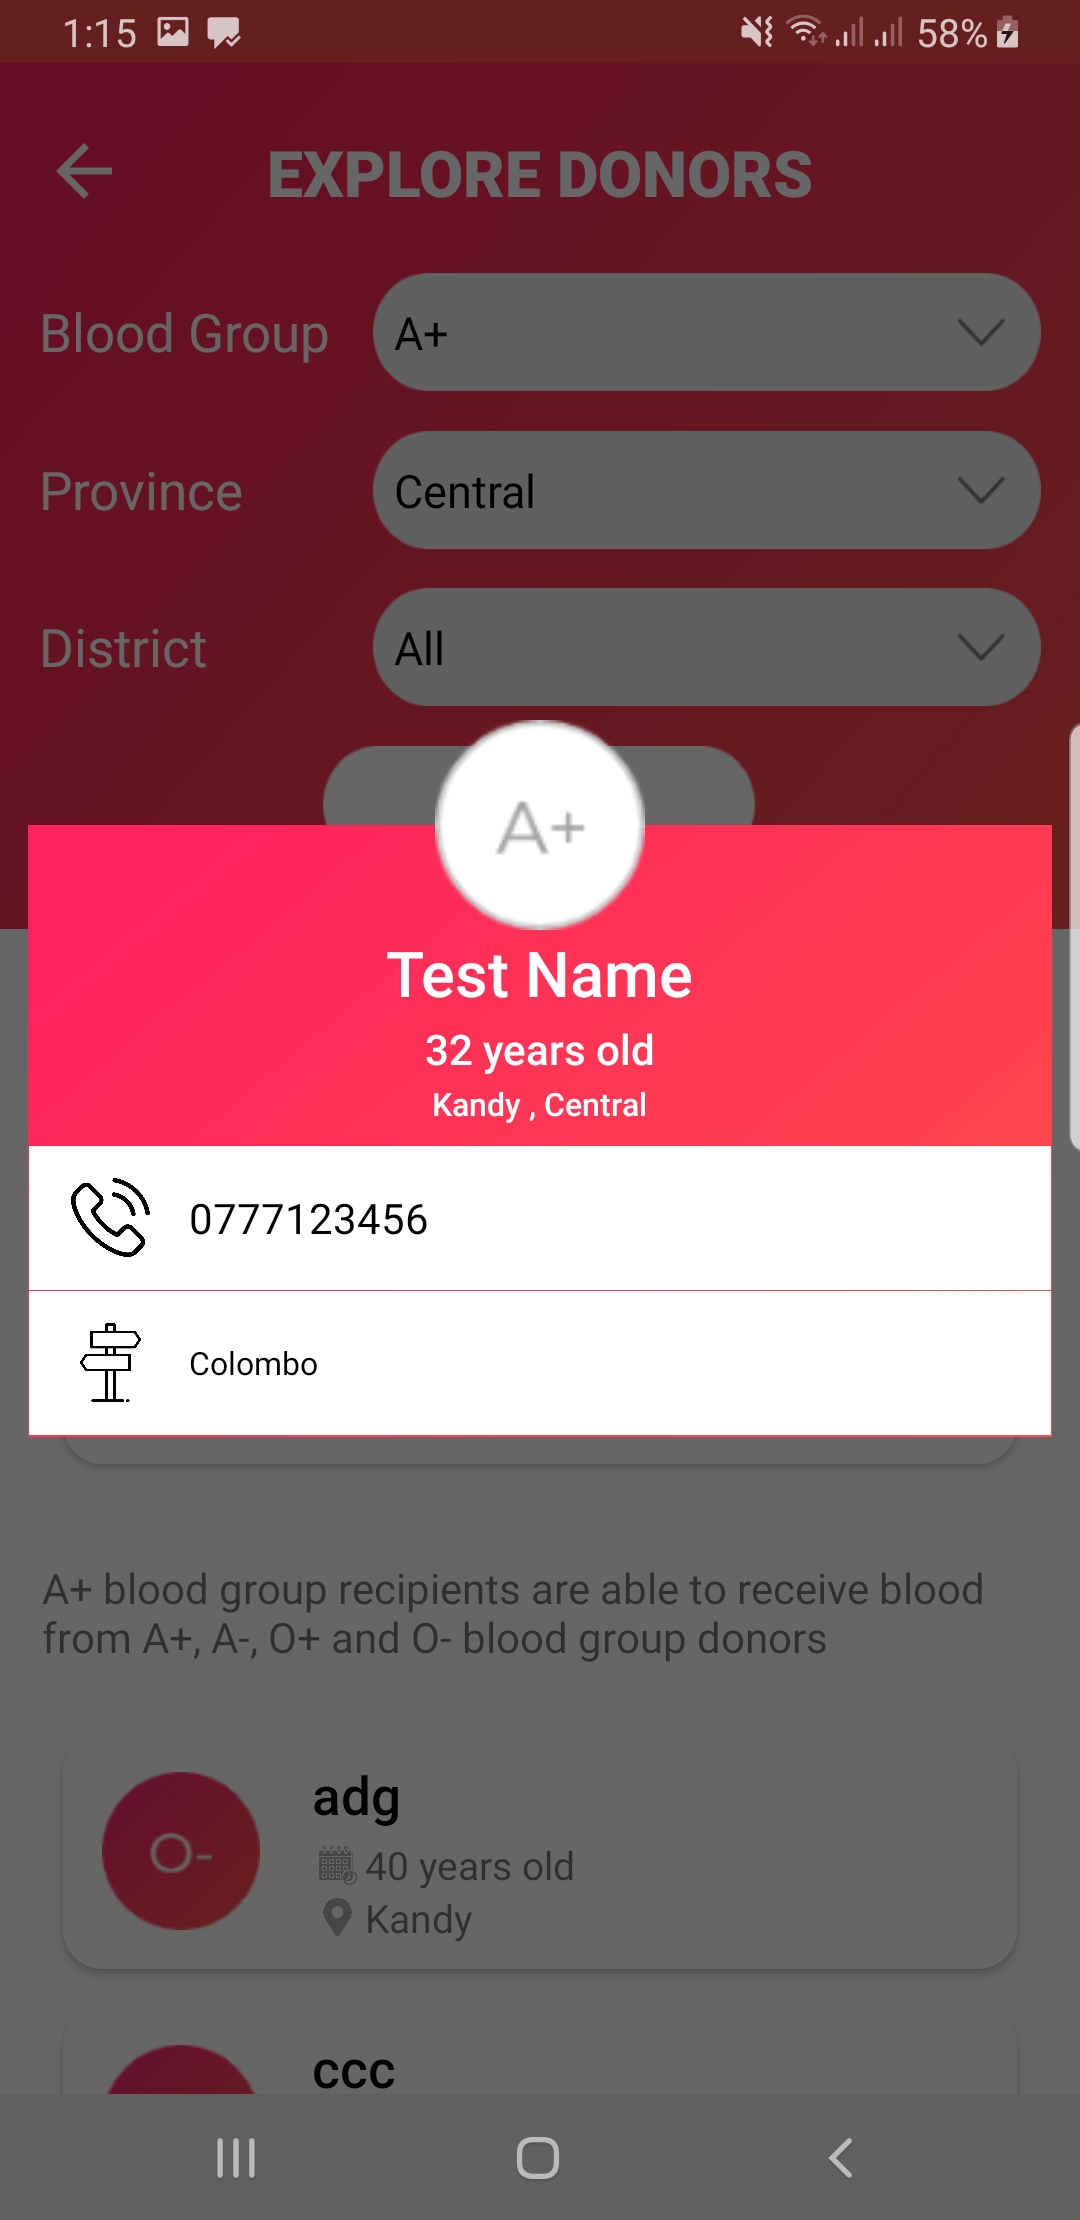 1:15
58%
EXPLORE DONORS
Blood Group
A+
Province
Central
District
All
A+
Test Name
32 years old
Kandy , Central
0777123456
Colombo
A+ blood group recipients are able to receive blood
from A+, A-, O+ and O- blood group donors
O-
adg
40 years old
Kandy
ccc